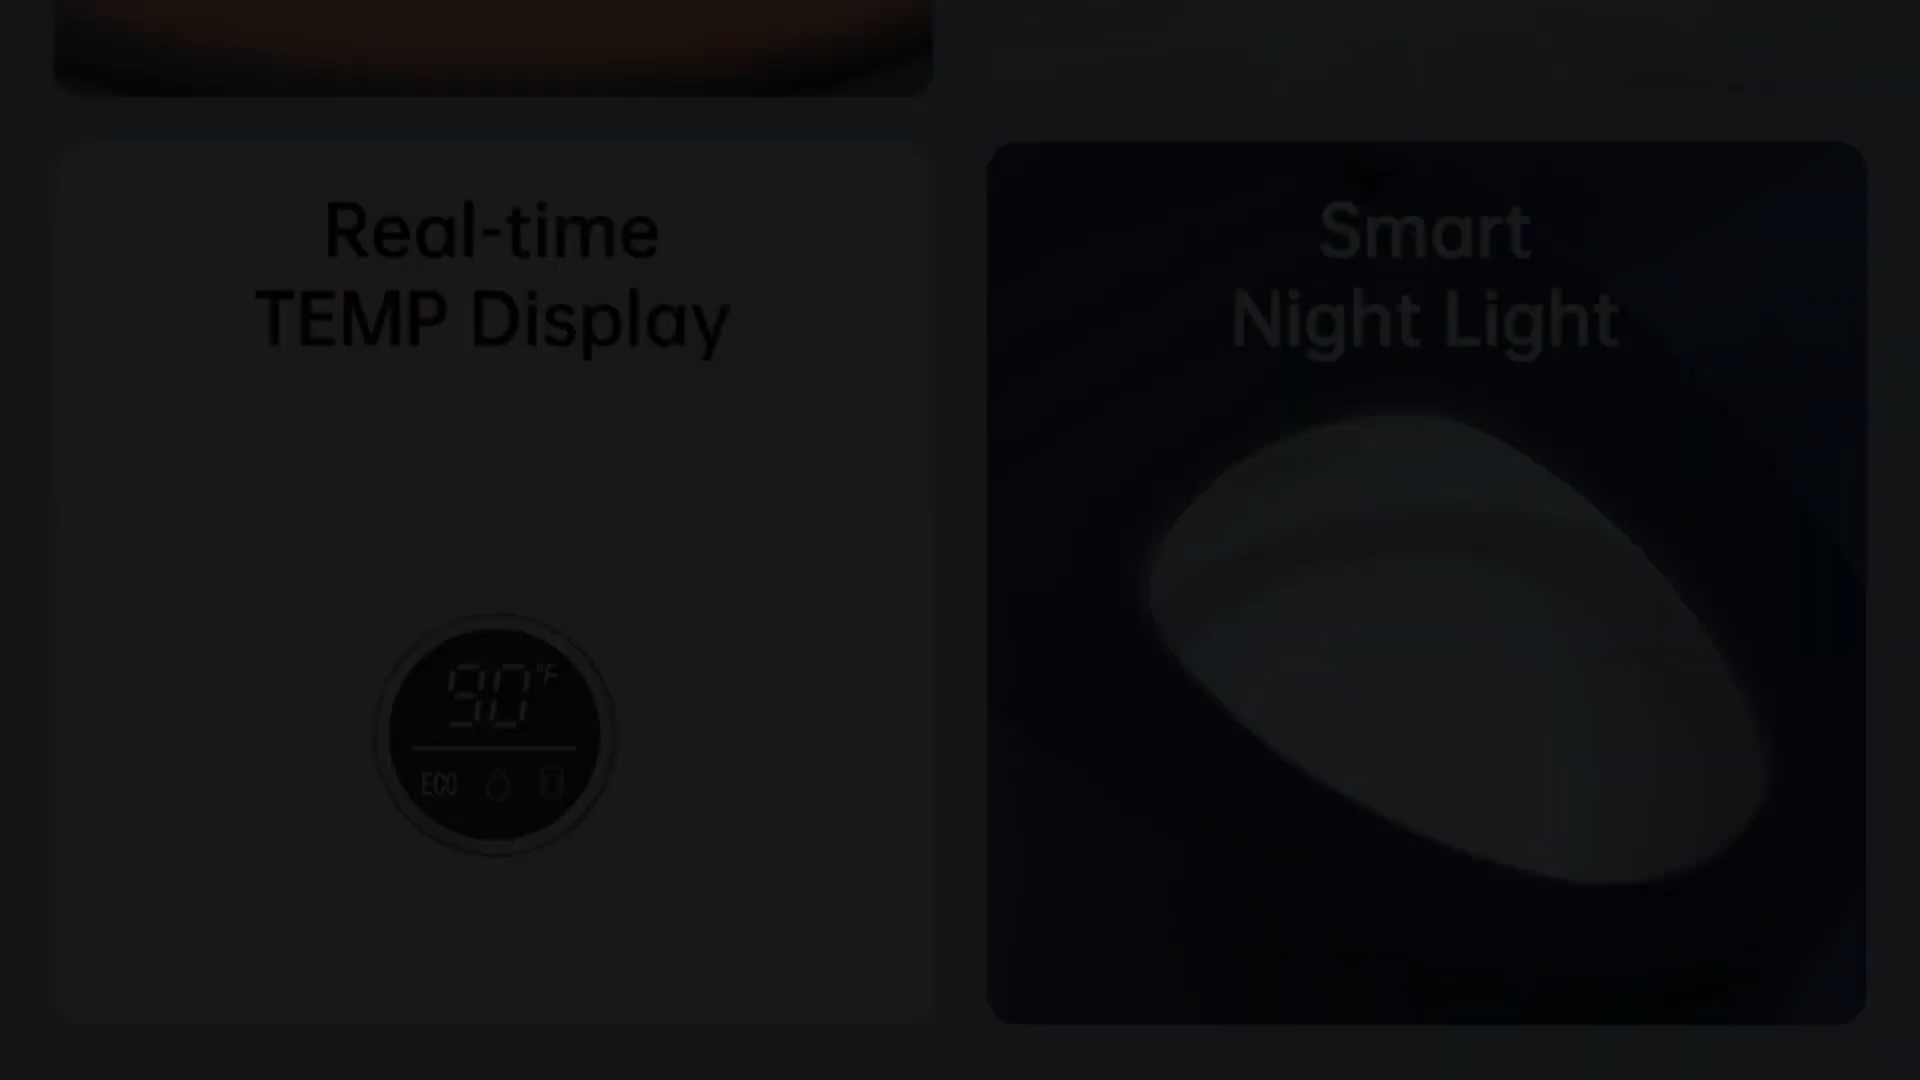 Real-time
TEMP Display
90°F
ECO
Smart
Night Light